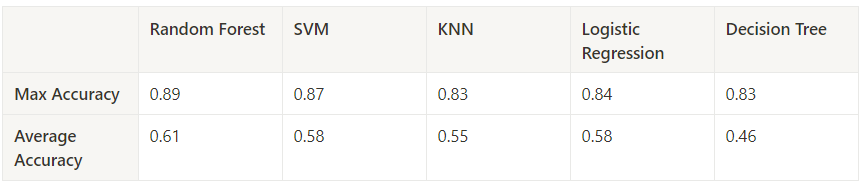 Random Forest SVM KNN Logistic Regression Decision Tree
Max Accuracy 0.89 0.87 0.83 0.84 0.83
Average Accuracy 0.61 0.58 0.55 0.58 0.46